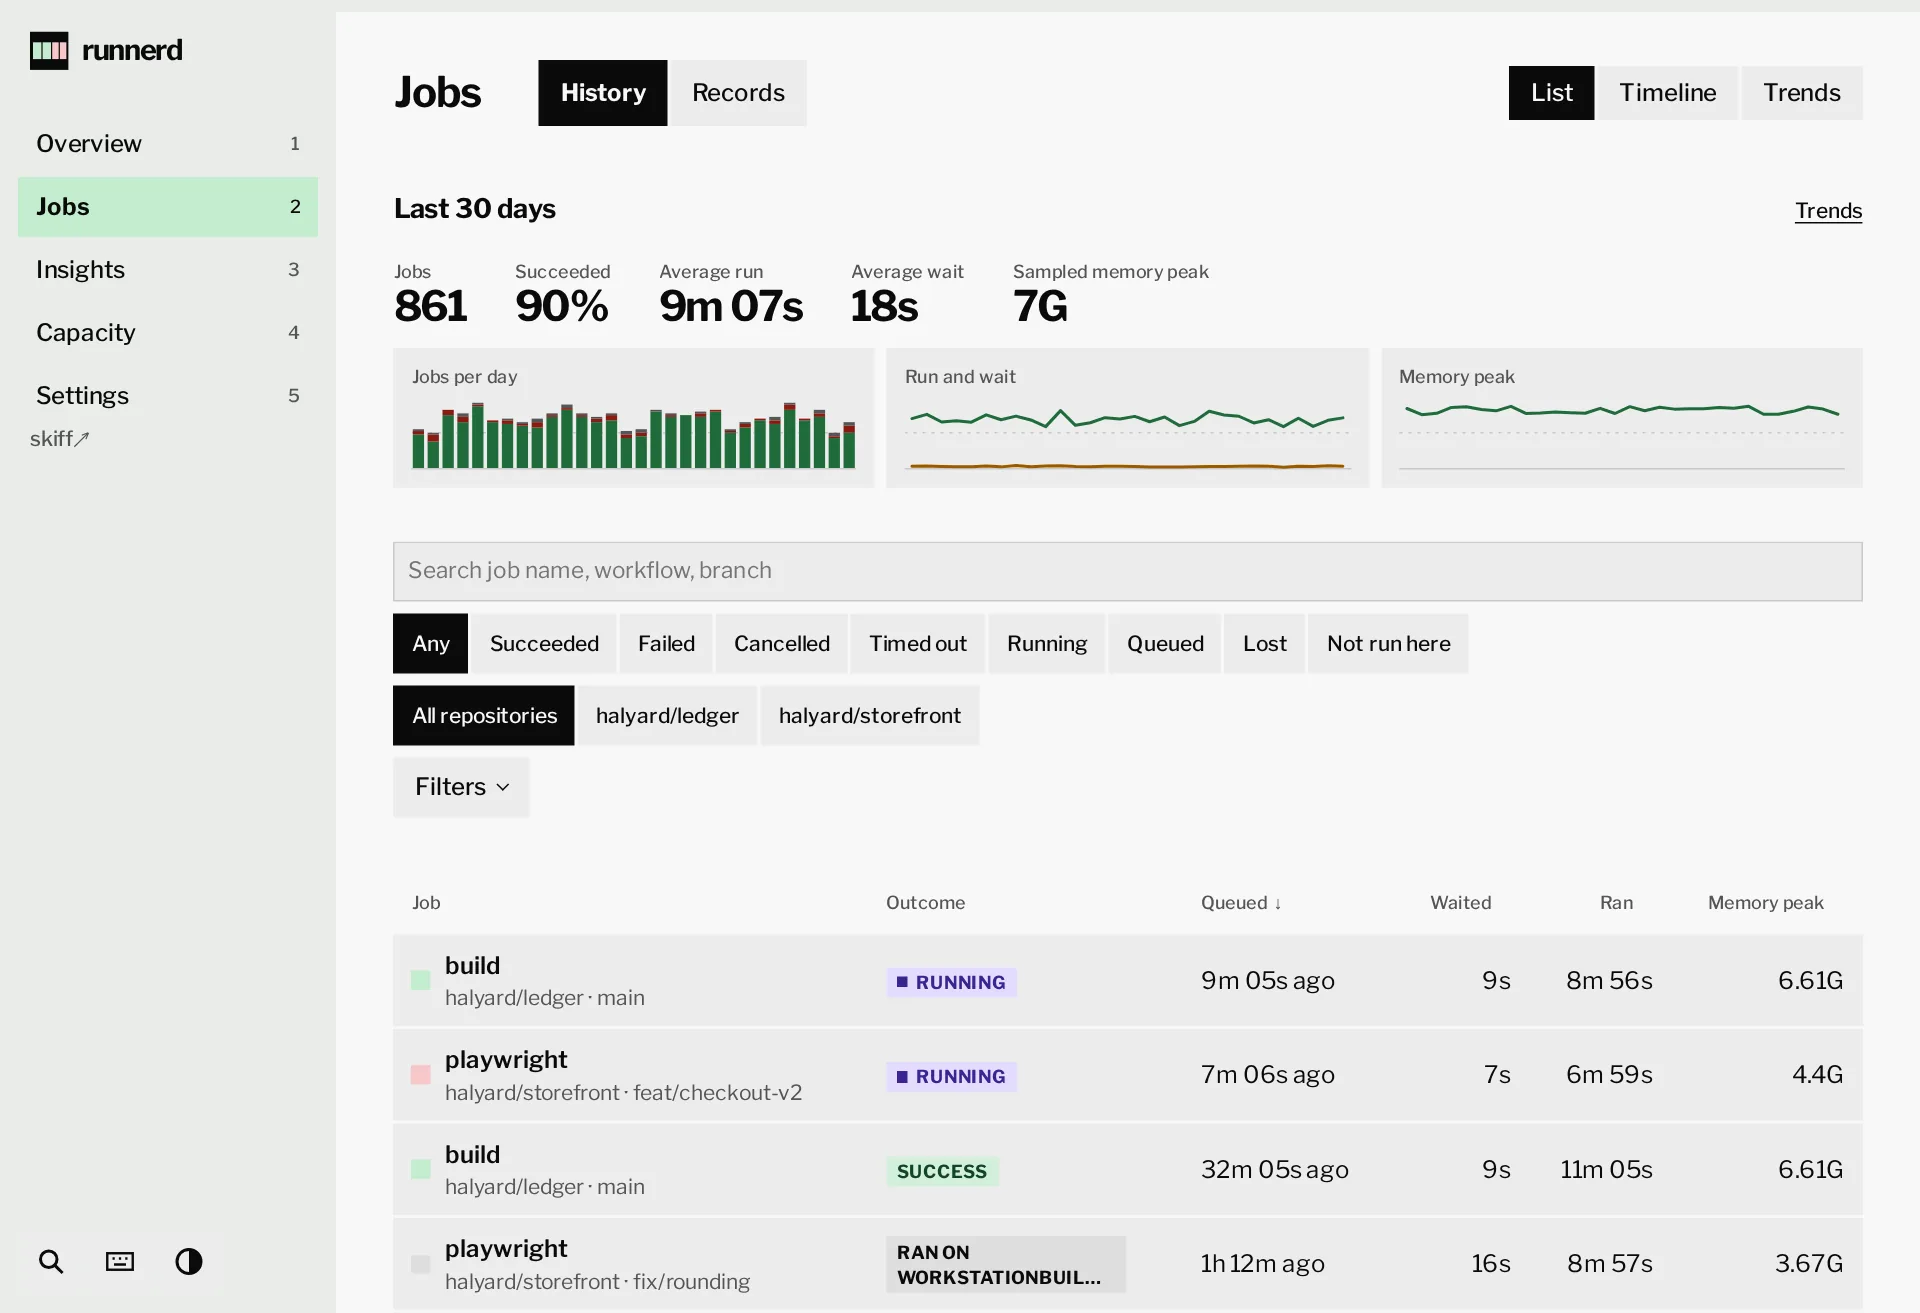 runnerd
Overview 1
Jobs 2
Insights 3
Capacity 4
Settings 5
skiff↗
Jobs
History
Records
List
Timeline
Trends
Last 30 days
Trends
Jobs
861
Succeeded
90%
Average run
9m 07s
Average wait
18s
Sampled memory peak
7G
Jobs per day
Run and wait
Memory peak
Search job name, workflow, branch
Any
Succeeded
Failed
Cancelled
Timed out
Running
Queued
Lost
Not run here
All repositories
halyard/ledger
halyard/storefront
Filters
Job Outcome Queued ↓ Waited Ran Memory peak
build
halyard/ledger · main
RUNNING
9m 05s ago
9s
8m 56s
6.61G
playwright
halyard/storefront · feat/checkout-v2
RUNNING
7m 06s ago
7s
6m 59s
4.4G
build
halyard/ledger · main
SUCCESS
32m 05s ago
9s
11m 05s
6.61G
playwright
halyard/storefront · fix/rounding
RAN ON
WORKSTATIONBUIL…
1h 12m ago
16s
8m 57s
3.67G